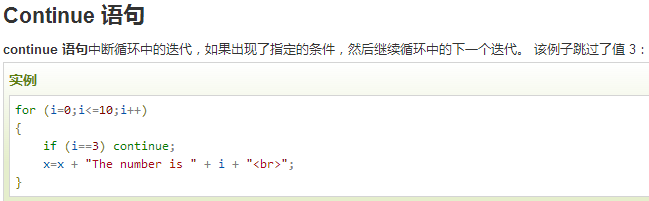 Continue 语句
continue 语句中断循环中的迭代，如果出现了指定的条件，然后继续循环中的下一个迭代。 该例子跳过了值 3：
实例
for (i=0;i<=10;i++)
{
    if (i==3) continue;
    x=x + "The number is " + i + "<br>";
}